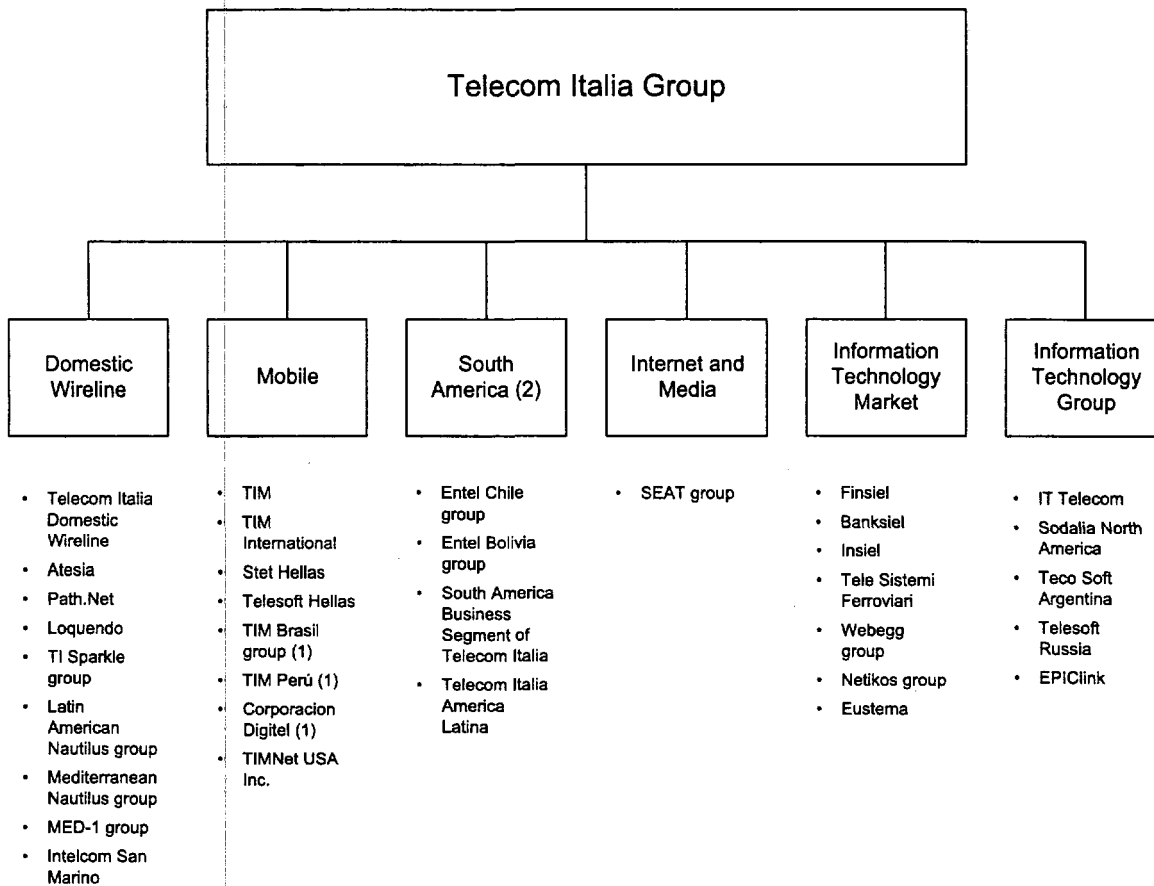 Telecom Italia Group
Domestic
Wireline
Mobile
South
America (2)
Internet and
Media
Information
Technology
Market
Information
Technology
Group
• Telecom Italia
Domestic
Wireline
• Atesia
• Path.Net
• Loquendo
• TI Sparkle
group
• Latin
American
Nautilus group
• Mediterranean
Nautilus group
• MED-1 group
• Intelcom San
Marino
• TIM
• TIM
International
• Stet Hellas
• Telesoft Hellas
• TIM Brasil
group (1)
• TIM Perú (1)
• Corporacion
Digitel (1)
• TIMNet USA
Inc.
• Entel Chile
group
• Entel Bolivia
group
• South America
Business
Segment of
Telecom Italia
• Telecom Italia
America
Latina
• SEAT group
• Finsiel
• Banksiel
• Insiel
• Tele Sistemi
Ferroviari
• Webegg
group
• Netikos group
• Eustema
• IT Telecom
• Sodalia North
America
• Teco Soft
Argentina
• Telesoft
Russia
• EPIClink